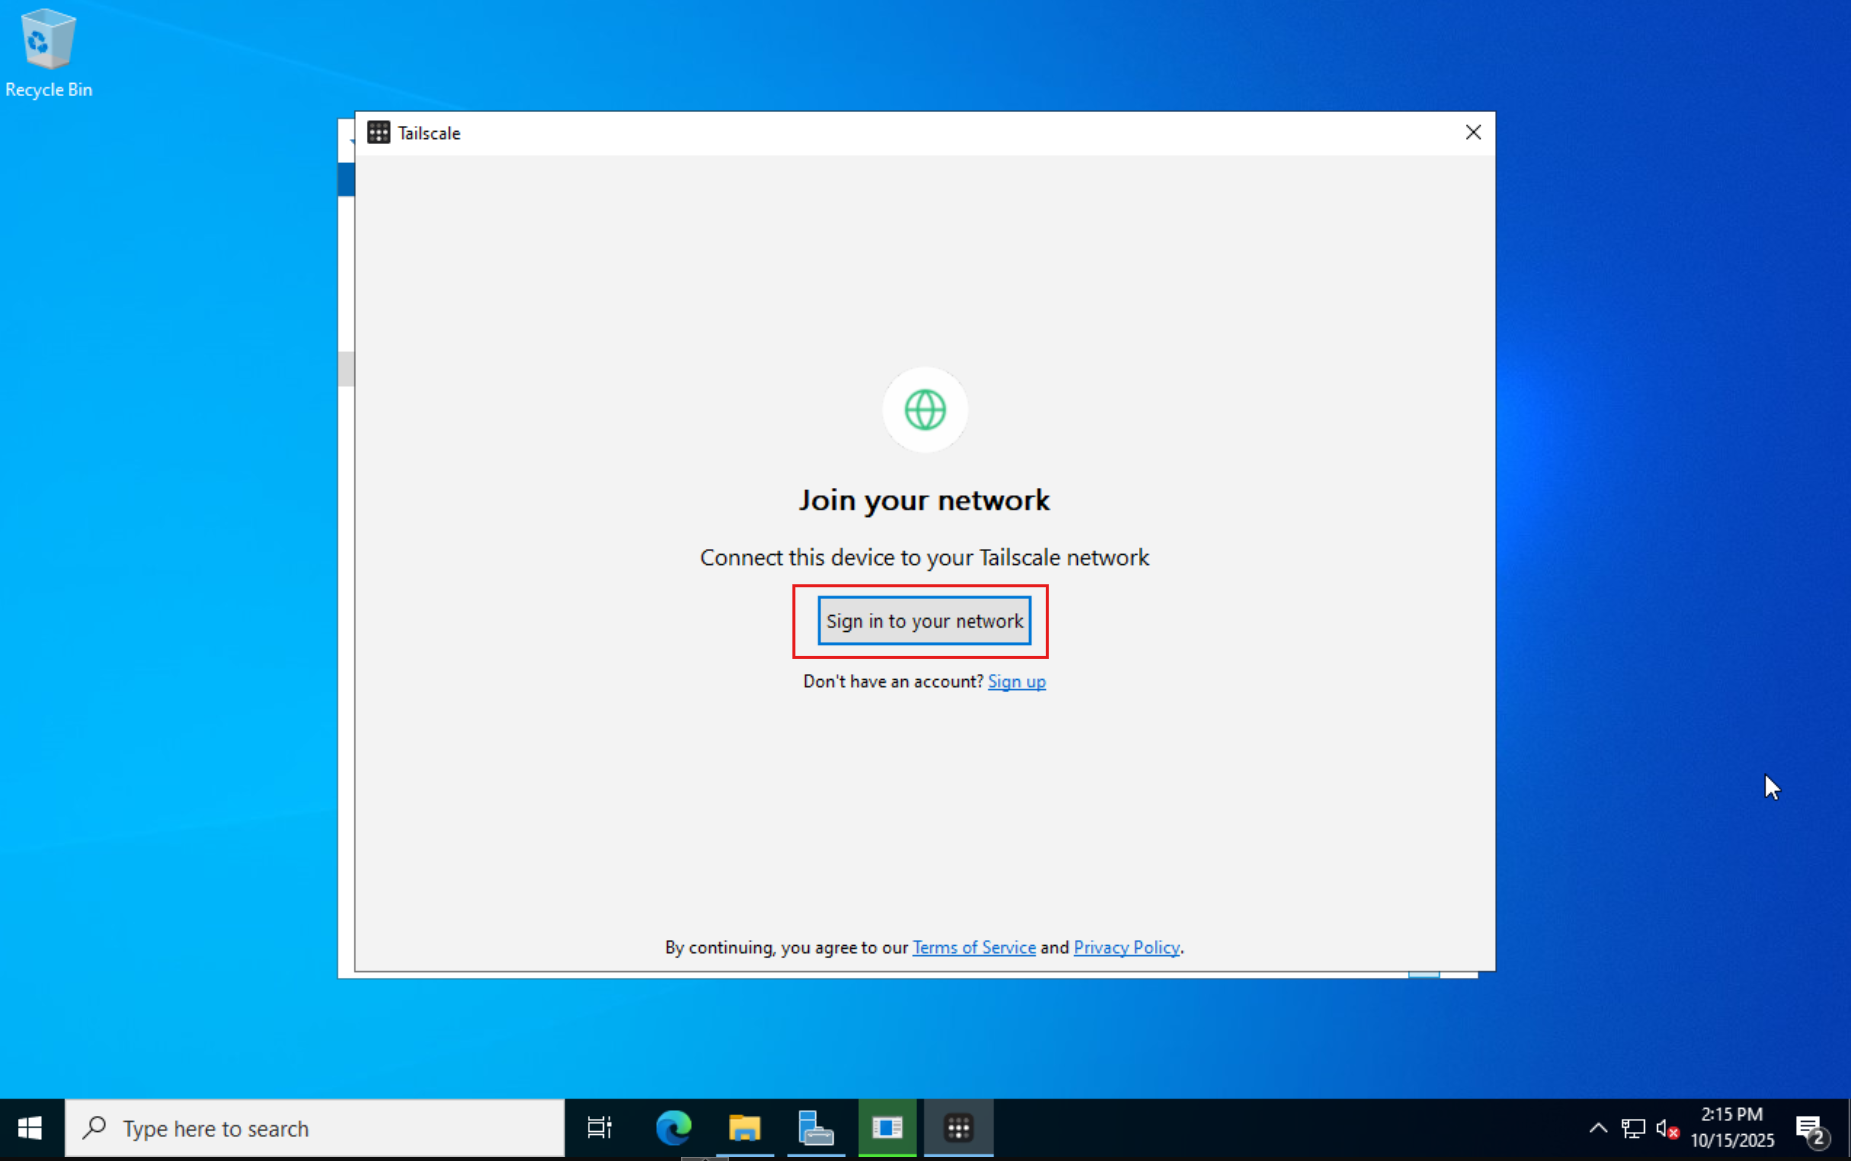 Recycle Bin
Tailscale
Join your network
Connect this device to your Tailscale network
Sign in to your network
Don't have an account? Sign up
By continuing, you agree to our Terms of Service and Privacy Policy.
Type here to search
2:15 PM
10/15/2025
2